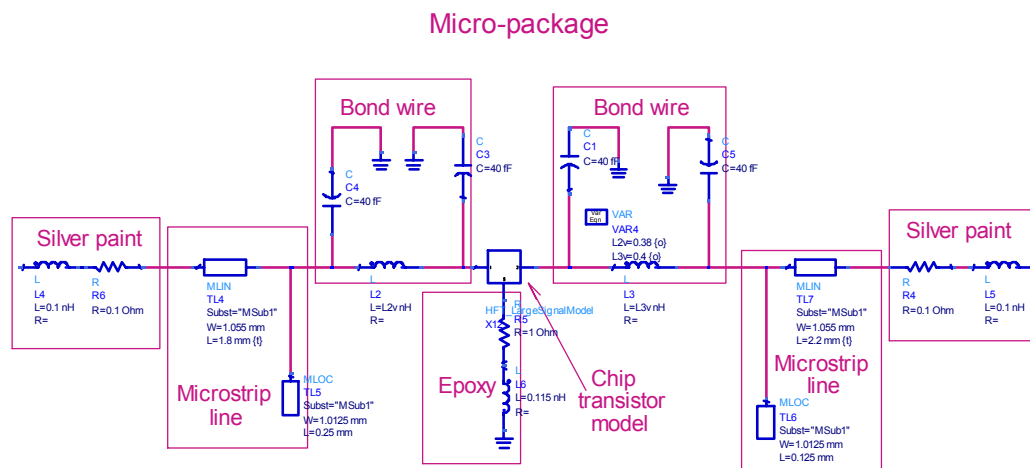 Micro-package
Bond wire
C
C4
C=40 fF
C
C3
C=40 fF
Bond wire
C
C1
C=40 fF
C
C5
C=40 fF
Var
Eqn
VAR
VAR4
L2v=0.38 {o}
L3v=0.4 {o}
Silver paint
L
L4
L=0.1 nH
R=
R
R6
R=0.1 Ohm
MLIN
TL4
Subst="MSub1"
W=1.055 mm
L=1.8 mm {t}
Microstrip
line
MLOC
TL5
Subst="MSub1"
W=1.0125 mm
L=0.25 mm
L
L2
L=L2v nH
R=
HFT_LargeSignalModel
X12
R
R5
R=1 Ohm
Epoxy
L
L6
L=0.115 nH
R=
Chip
transistor
model
L
L3
L=L3v nH
R=
MLIN
TL7
Subst="MSub1"
W=1.055 mm
L=2.2 mm {t}
Microstrip
line
MLOC
TL6
Subst="MSub1"
W=1.0125 mm
L=0.125 mm
Silver paint
R
R4
R=0.1 Ohm
L
L5
L=0.1 nH
R=